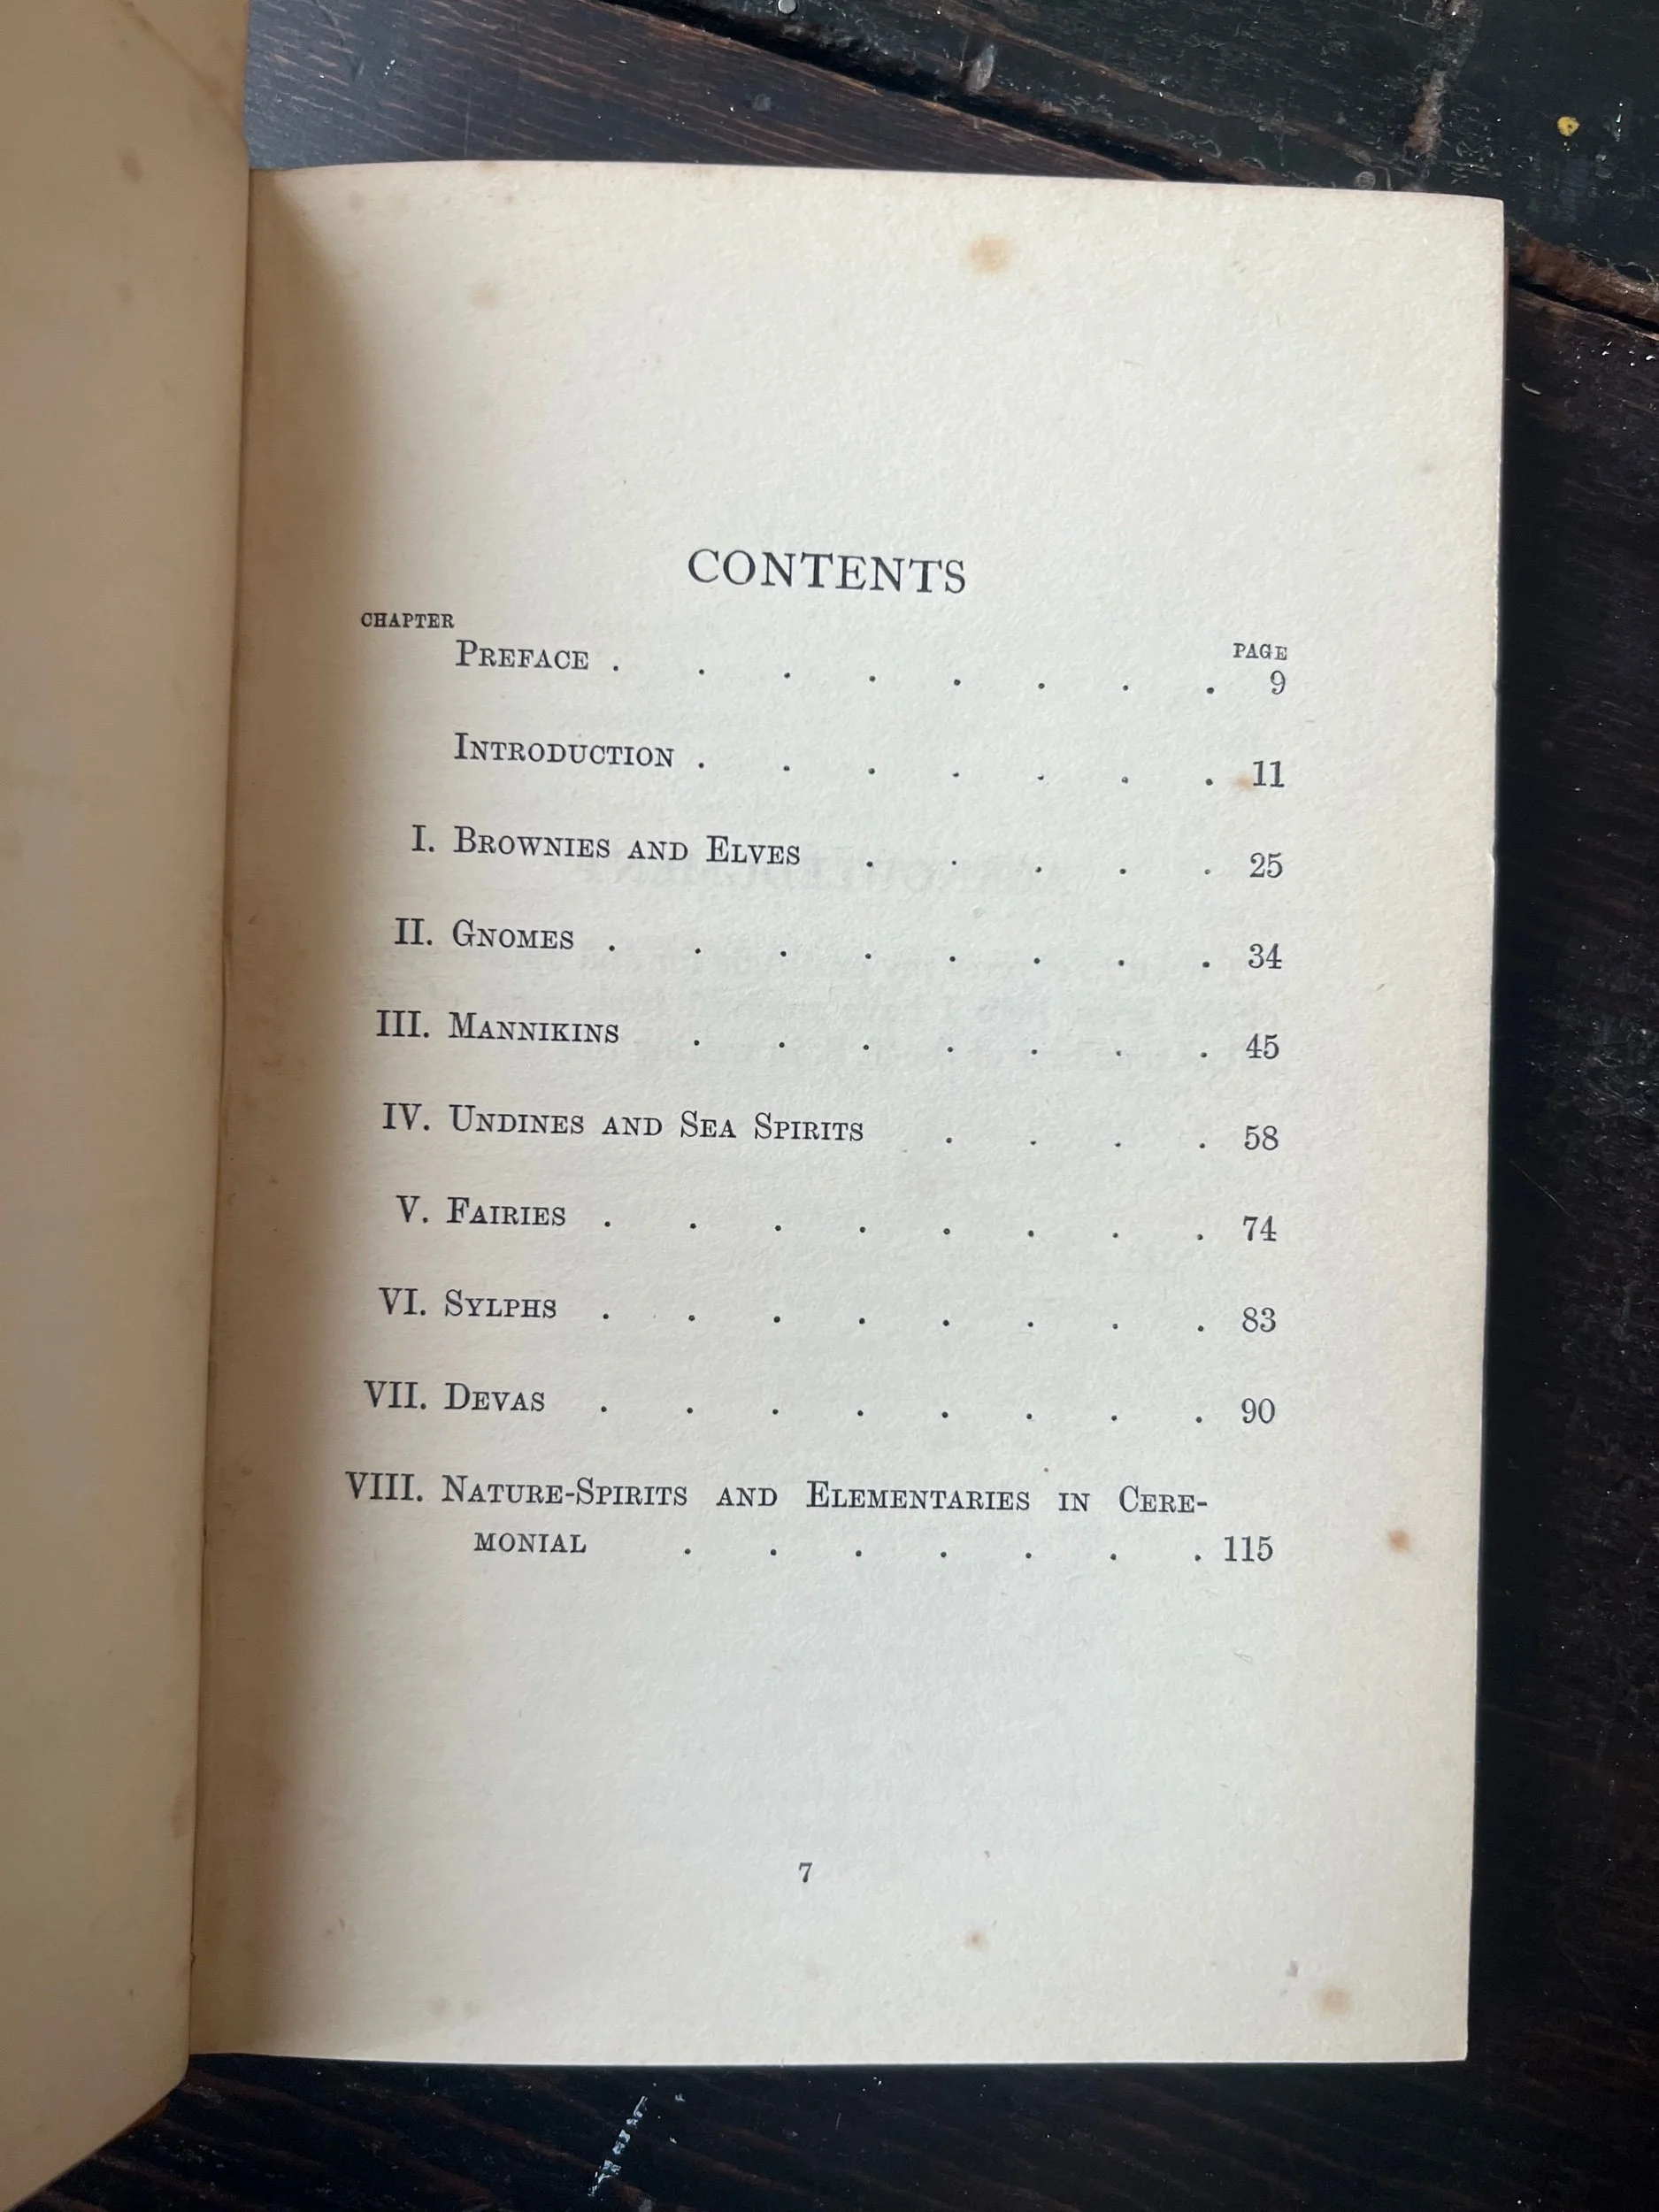 CONTENTS
CHAPTER
PAGE
PREFACE . . . . . . . . 9
INTRODUCTION . . . . . . . 11
I. BROWNIES AND ELVES . . . . . 25
II. GNOMES . . . . . . . . 34
III. MANNIKINS . . . . . . . 45
IV. UNDINES AND SEA SPIRITS . . . . 58
V. FAIRIES . . . . . . . . 74
VI. SYLPHS . . . . . . . . 83
VII. DEVAS . . . . . . . . 90
VIII. NATURE-SPIRITS AND ELEMENTARIES IN CERE-
MONIAL . . . . . . . 115
7